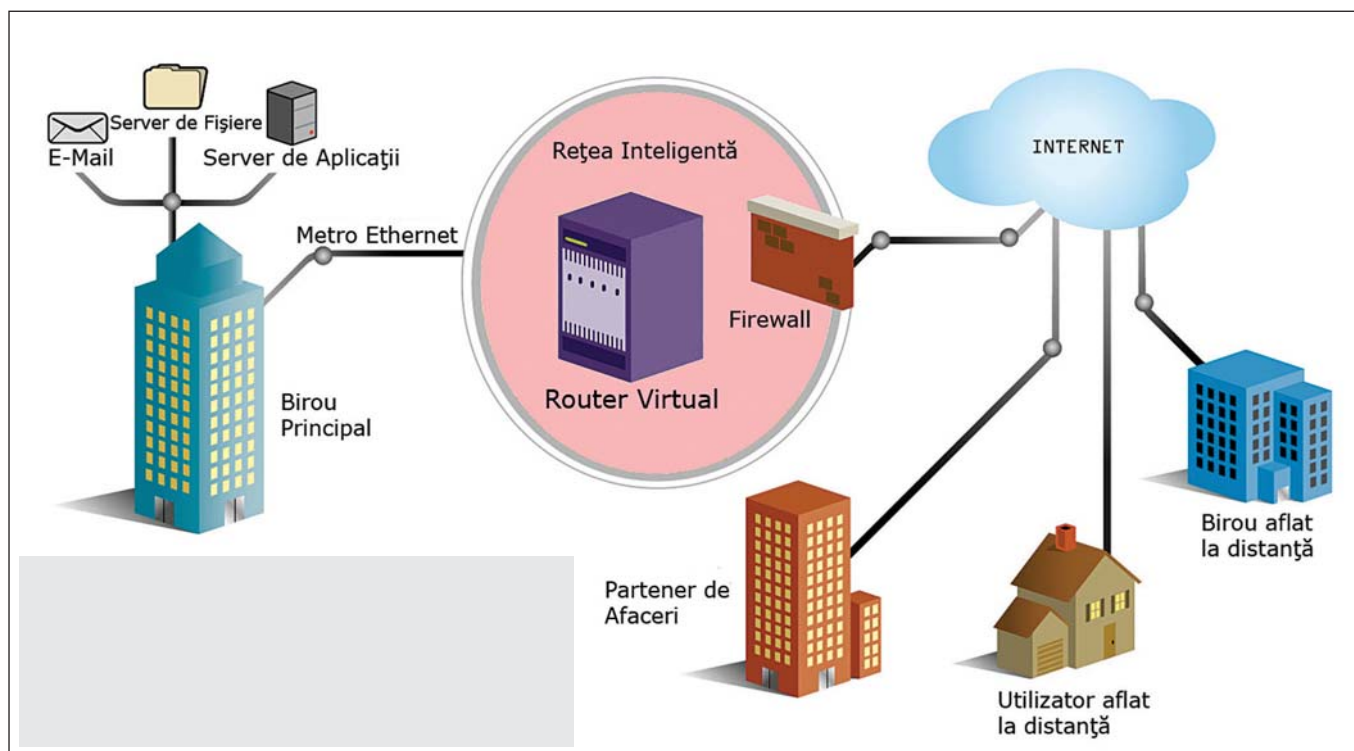 Server de Fişiere
E-Mail
Server de Aplicaţii
Metro Ethernet
Birou
Principal
Reţea Inteligentă
Firewall
Router Virtual
INTERNET
Partener de
Afaceri
Utilizator aflat
la distanţă
Birou aflat
la distanţă